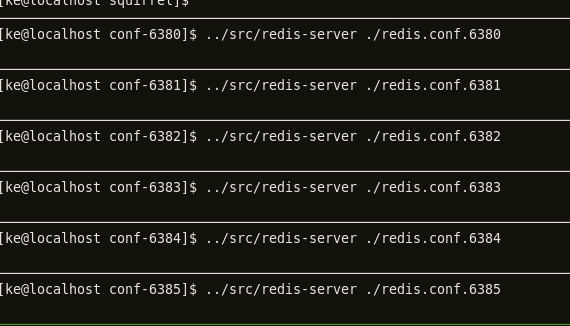 [ke@localhost squirrel]$
[ke@localhost conf-6380]$ ../src/redis-server ./redis.conf.6380
[ke@localhost conf-6381]$ ../src/redis-server ./redis.conf.6381
[ke@localhost conf-6382]$ ../src/redis-server ./redis.conf.6382
[ke@localhost conf-6383]$ ../src/redis-server ./redis.conf.6383
[ke@localhost conf-6384]$ ../src/redis-server ./redis.conf.6384
[ke@localhost conf-6385]$ ../src/redis-server ./redis.conf.6385